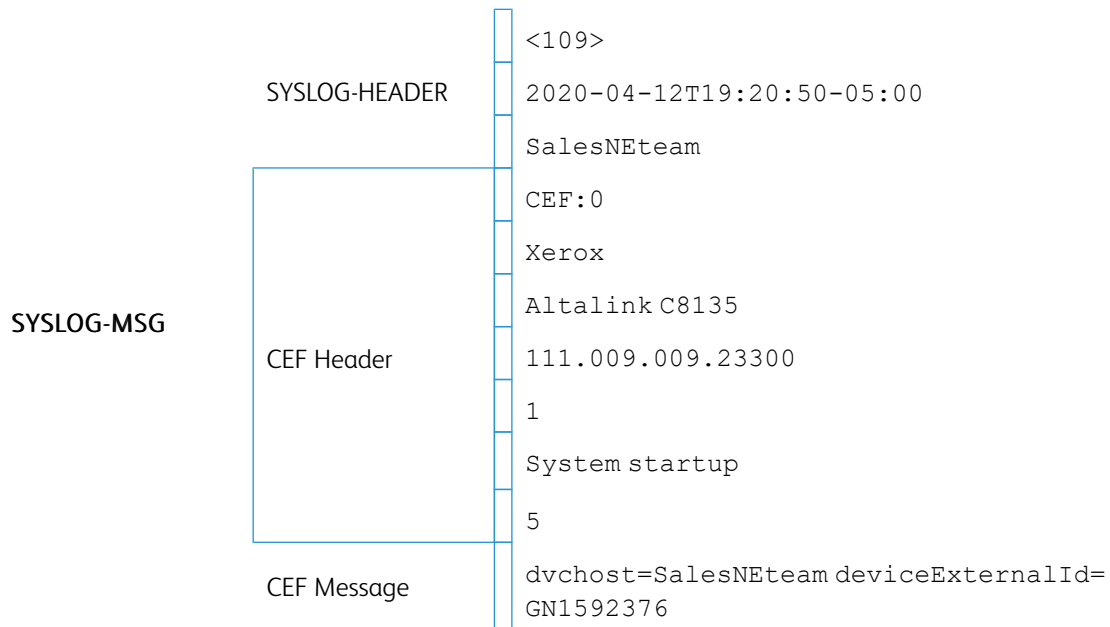 <109>
SYSLOG-HEADER
2020-04-12T19:20:50-05:00
SalesNEteam
CEF:0
Xerox
Altalink C8135
SYSLOG-MSG
CEF Header
111.009.009.23300
1
System startup
5
CEF Message
dvchost=SalesNEteam deviceExternalId=
GN1592376